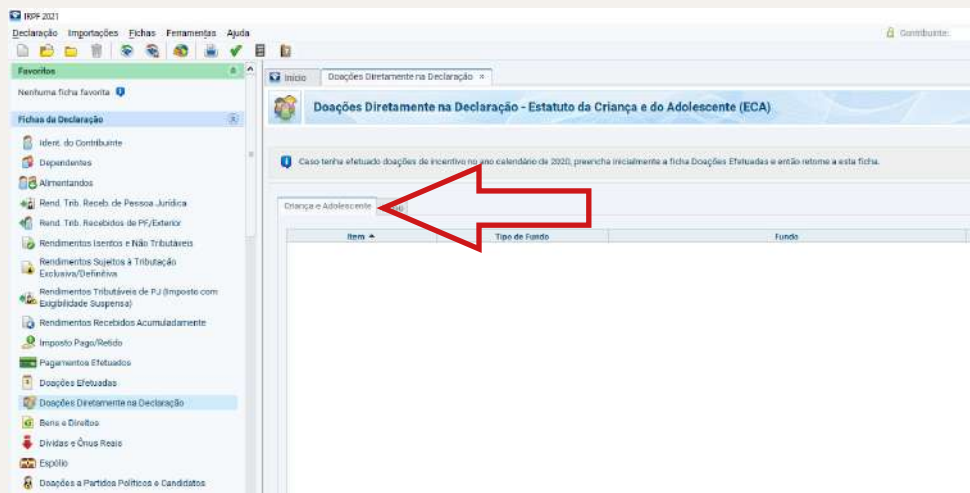 IRPF 2021
Declaração Importações Fichas Ferramentas Ajuda
Contribuinte:
Favoritos
Nenhuma ficha favorita
Fichas da Declaração
Ident. do Contribuinte
Dependentes
Alimentandos
Rend. Trib. Receb. de Pessoa Jurídica
Rend. Trib. Recebidos de PF/Exterior
Rendimentos Isentos e Não Tributáveis
Rendimentos Sujeitos à Tributação
Exclusiva/Definitiva
Rendimentos Tributáveis de PJ (Imposto com
Exigibilidade Suspensa)
Rendimentos Recebidos Acumuladamente
Imposto Pago/Retido
Pagamentos Efetuados
Doações Efetuadas
Doações Diretamente na Declaração
Bens e Direitos
Dívidas e Ônus Reais
Espólio
Doações a Partidos Políticos e Candidatos
Início
Doações Diretamente na Declaração ×
Doações Diretamente na Declaração - Estatuto da Criança e do Adolescente (ECA)
Caso tenha efetuado doações de incentivo no ano calendário de 2020, preencha inicialmente a ficha Doações Efetuadas e então retorne a esta ficha.
Criança e Adolescente
Item Tipo de Fundo Fundo